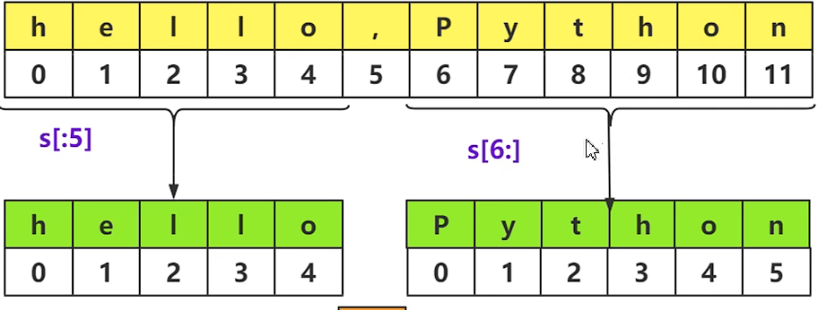 h e l l o , P y t h o n
0 1 2 3 4 5 6 7 8 9 10 11
s[:5]
s[6:]
h e l l o P y t h o n
0 1 2 3 4 0 1 2 3 4 5